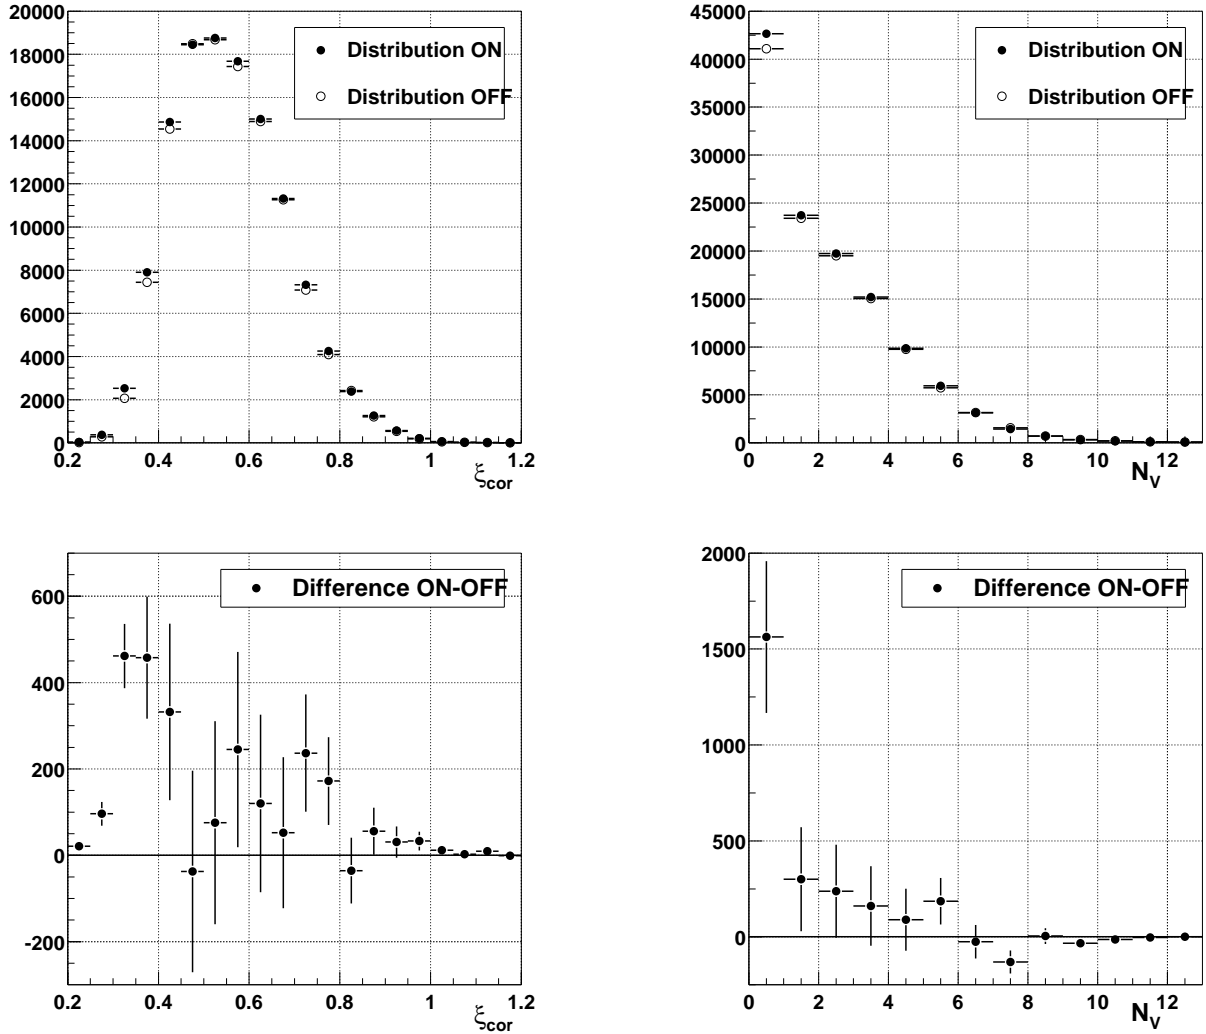 20000
18000
16000
14000
12000
10000
8000
6000
4000
2000
0
0.2 0.4 0.6 0.8 1 1.2
ξcor
Distribution ON
Distribution OFF
45000
40000
35000
30000
25000
20000
15000
10000
5000
0
0 2 4 6 8 10 12
NV
Distribution ON
Distribution OFF
600
400
200
0
-200
0.2 0.4 0.6 0.8 1 1.2
ξcor
Difference ON-OFF
2000
1500
1000
500
0
0 2 4 6 8 10 12
NV
Difference ON-OFF